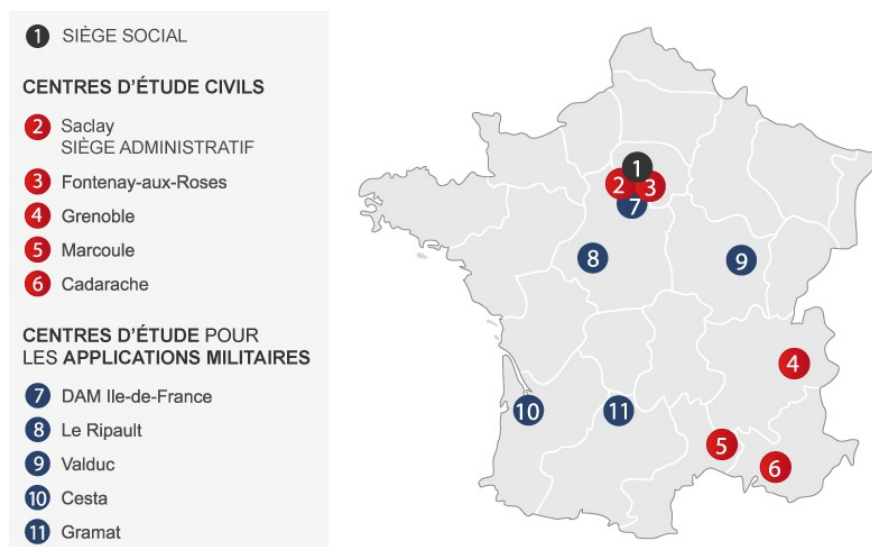 1 SIÈGE SOCIAL
CENTRES D'ÉTUDE CIVILS
2 Saclay
SIÈGE ADMINISTRATIF
3 Fontenay-aux-Roses
4 Grenoble
5 Marcoule
6 Cadarache
CENTRES D'ÉTUDE POUR
LES APPLICATIONS MILITAIRES
7 DAM Ile-de-France
8 Le Ripault
9 Valduc
10 Cesta
11 Gramat
1
2 3
7
8 9
4
10 11
5
6